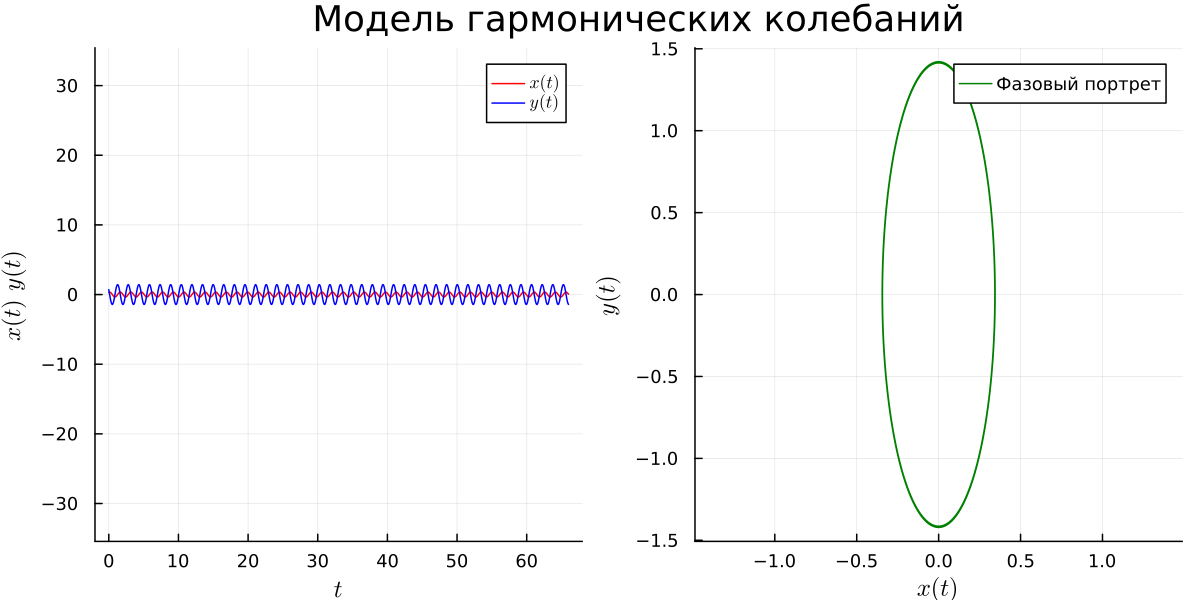 Модель гармонических колебаний
x(t) y(t)
30
20
10
0
−10
−20
−30
0 10 20 30 40 50 60
t
x(t)
y(t)
y(t)
1.5
1.0
0.5
0.0
−0.5
−1.0
−1.5
−1.0 −0.5 0.0 0.5 1.0
x(t)
Фазовый портрет